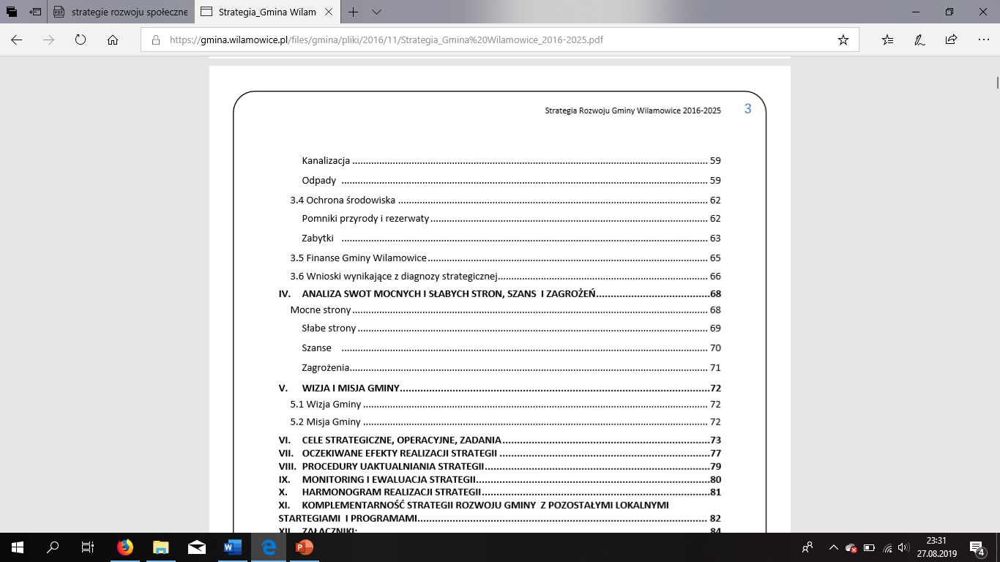 strategie rozwoju społeczne
Strategia_Gmina Wilam
https://gmina.wilamowice.pl/files/gmina/pliki/2016/11/Strategia_Gmina%20Wilamowice_2016-2025.pdf
Strategia Rozwoju Gminy Wilamowice 2016-2025 3
Kanalizacja ........................................ 59
Odpady ........................................ 59
3.4 Ochrona środowiska ........................................ 62
Pomniki przyrody i rezerwaty ........................................ 62
Zabytki ........................................ 63
3.5 Finanse Gminy Wilamowice ........................................ 65
3.6 Wnioski wynikające z diagnozy strategicznej ........................................ 66
IV. ANALIZA SWOT MOCNYCH I SŁABYCH STRON, SZANS I ZAGROŻEŃ ........................................ 68
Mocne strony ........................................ 68
Słabe strony ........................................ 69
Szanse ........................................ 70
Zagrożenia ........................................ 71
V. WIZJA I MISJA GMINY ........................................ 72
5.1 Wizja Gminy ........................................ 72
5.2 Misja Gminy ........................................ 72
VI. CELE STRATEGICZNE, OPERACYJNE, ZADANIA ........................................ 73
VII. OCZEKIWANE EFEKTY REALIZACJI STRATEGII ........................................ 77
VIII. PROCEDURY UAKTUALNIANIA STRATEGII ........................................ 79
IX. MONITORING I EWALUACJA STRATEGII ........................................ 80
X. HARMONOGRAM REALIZACJI STRATEGII ........................................ 81
XI. KOMPLEMENTARNOŚĆ STRATEGII ROZWOJU GMINY Z POZOSTAŁYMI LOKALNYMI
STARTEGIAMI I PROGRAMAMI ........................................ 82
XII. ZAŁĄCZNIKI: ........................................ 84
23:31
27.08.2019
4